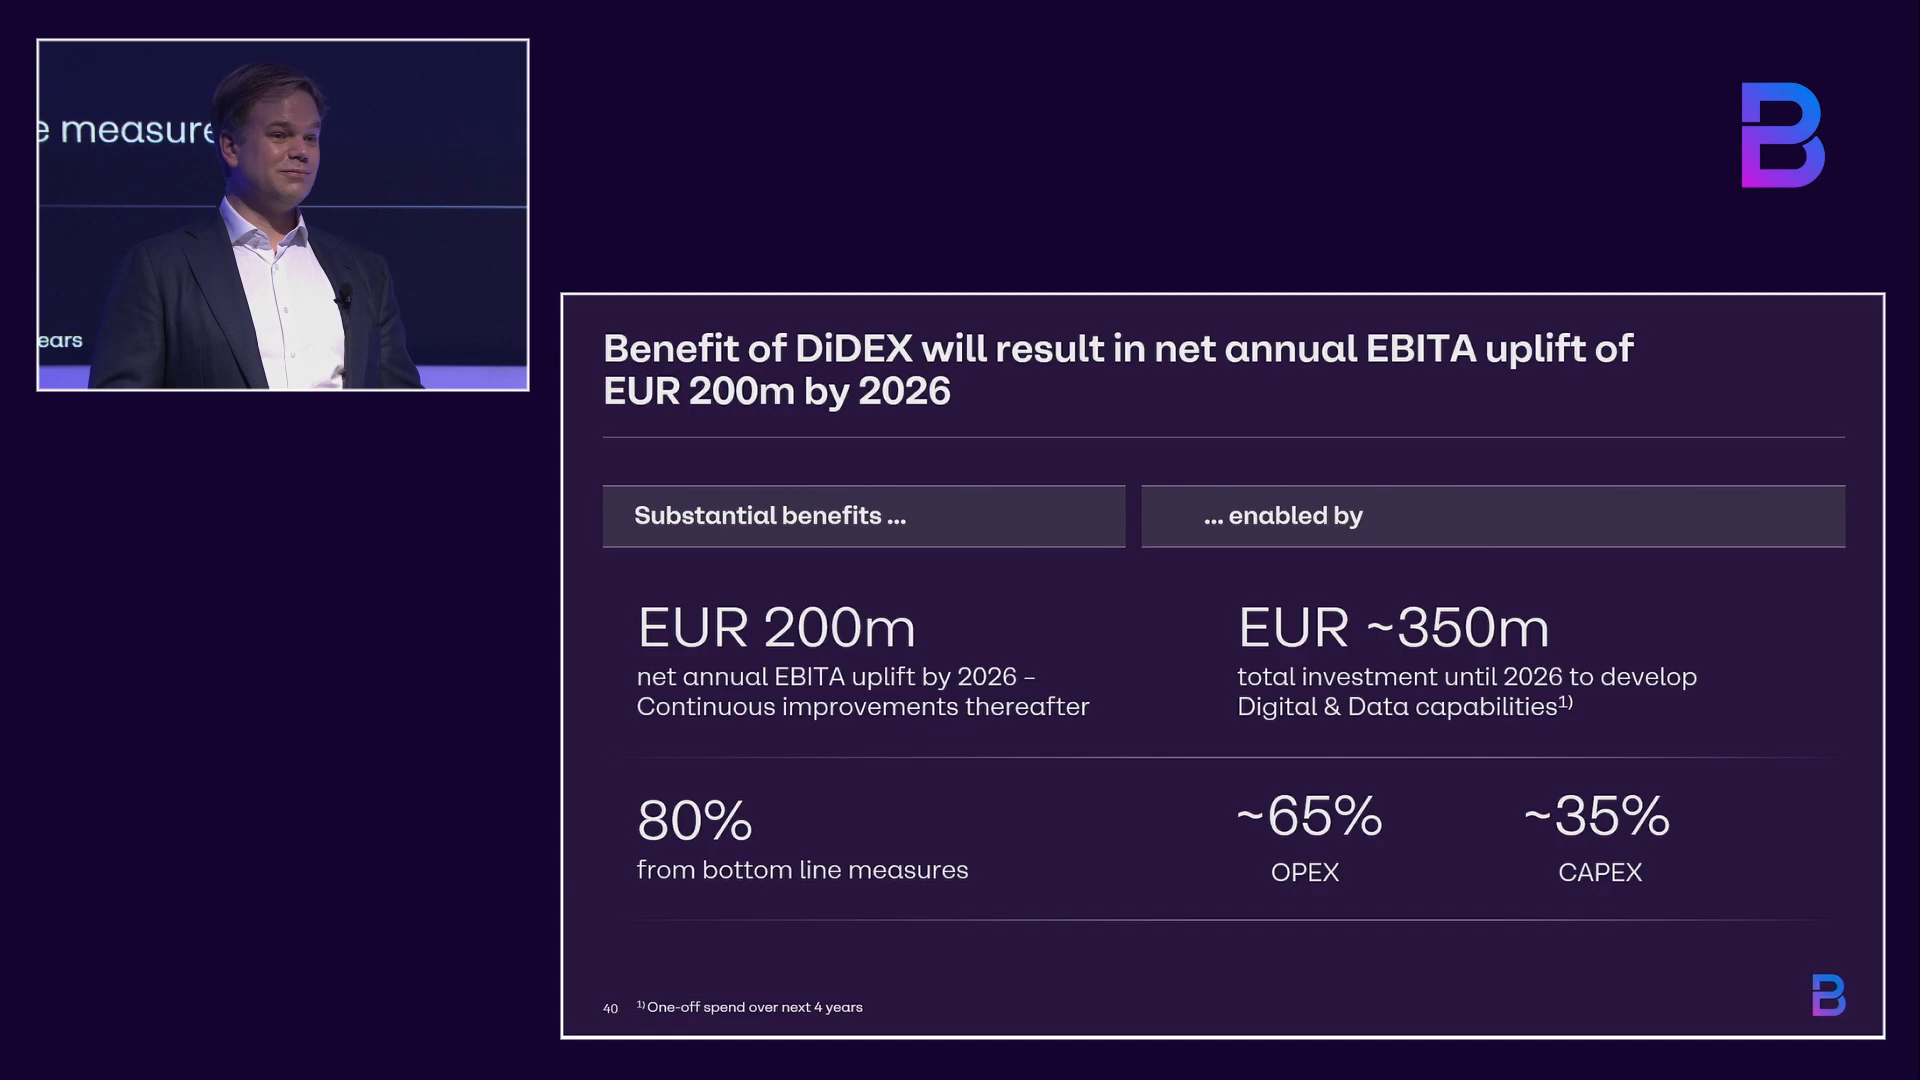 e measure
ears
B
Benefit of DiDEX will result in net annual EBITA uplift of
EUR 200m by 2026
Substantial benefits ...
... enabled by
EUR 200m
net annual EBITA uplift by 2026 –
Continuous improvements thereafter
EUR ~350m
total investment until 2026 to develop
Digital & Data capabilities¹⁾
80%
from bottom line measures
~65%
OPEX
~35%
CAPEX
40
¹⁾ One-off spend over next 4 years
B